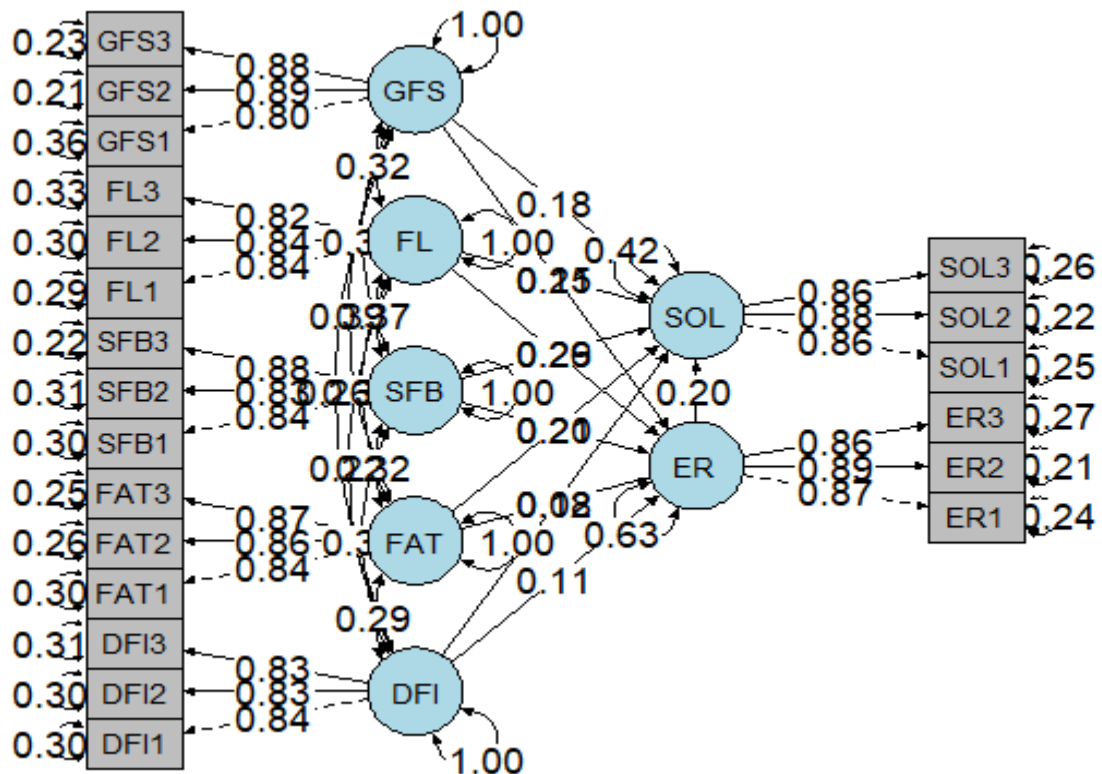 0.23 GFS3
0.21 GFS2
0.36 GFS1
0.33 FL3
0.30 FL2
0.29 FL1
0.22 SFB3
0.31 SFB2
0.30 SFB1
0.25 FAT3
0.26 FAT2
0.30 FAT1
0.31 DFI3
0.30 DFI2
0.30 DFI1
0.88
0.89
0.80
0.82
0.84
0.84
0.88
0.83
0.84
0.87
0.86
0.84
0.83
0.83
0.84
1.00
GFS
0.32
FL
1.00
SFB
1.00
FAT
1.00
0.29
DFI
1.00
0.18
0.42
SOL
0.20
ER
0.63
0.11
0.86
0.88
0.86
0.86
0.89
0.87
SOL3 0.26
SOL2 0.22
SOL1 0.25
ER3 0.27
ER2 0.21
ER1 0.24